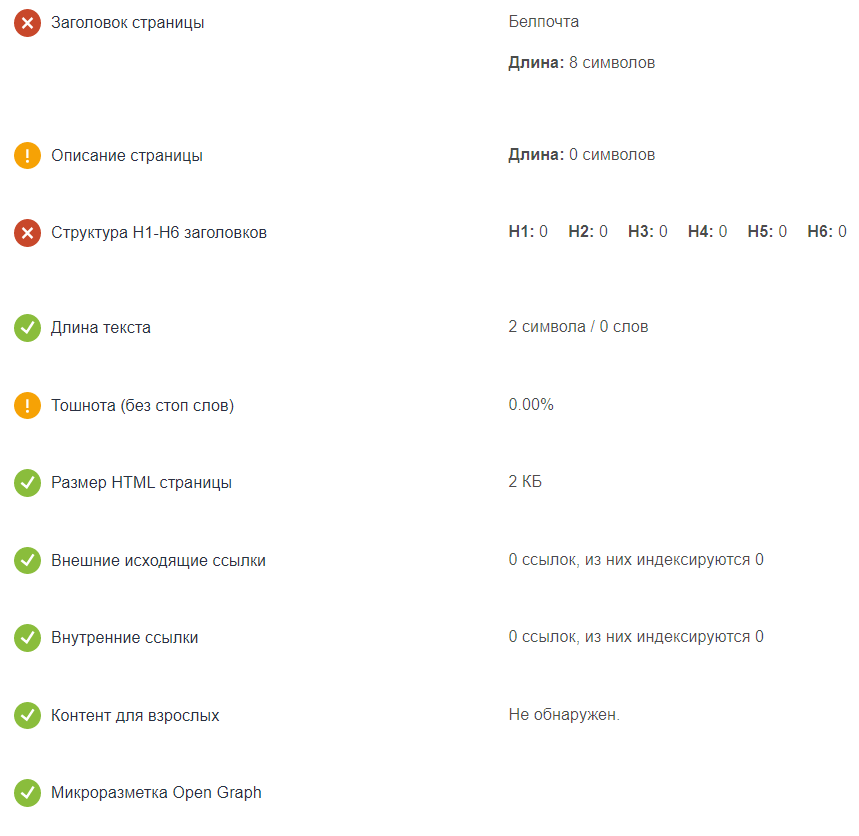 Заголовок страницы
Белпочта
Длина: 8 символов
Описание страницы
Длина: 0 символов
Структура H1-H6 заголовков
H1: 0 H2: 0 H3: 0 H4: 0 H5: 0 H6: 0
Длина текста
2 символа / 0 слов
Тошнота (без стоп слов)
0.00%
Размер HTML страницы
2 КБ
Внешние исходящие ссылки
0 ссылок, из них индексируются 0
Внутренние ссылки
0 ссылок, из них индексируются 0
Контент для взрослых
Не обнаружен.
Микроразметка Open Graph